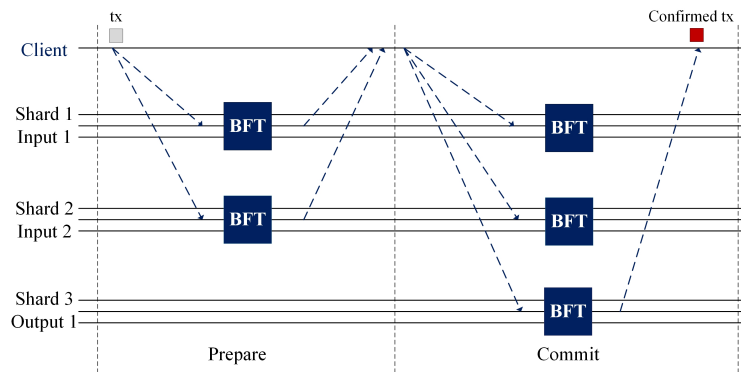 tx
Confirmed tx
Client
Shard 1
Input 1
BFT
BFT
Shard 2
Input 2
BFT
BFT
Shard 3
Output 1
BFT
Prepare
Commit